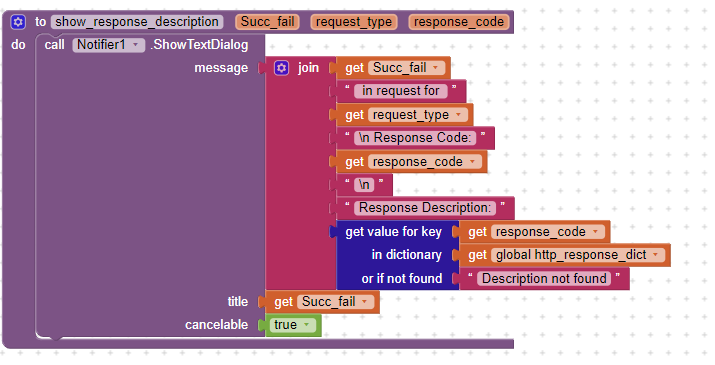 to show_response_description Succ_fail request_type response_code
do call Notifier1 .ShowTextDialog
message join get Succ_fail
" in request for "
get request_type
" \n Response Code: "
get response_code
" \n "
" Response Description: "
get value for key get response_code
in dictionary get global http_response_dict
or if not found " Description not found "
title get Succ_fail
cancelable true